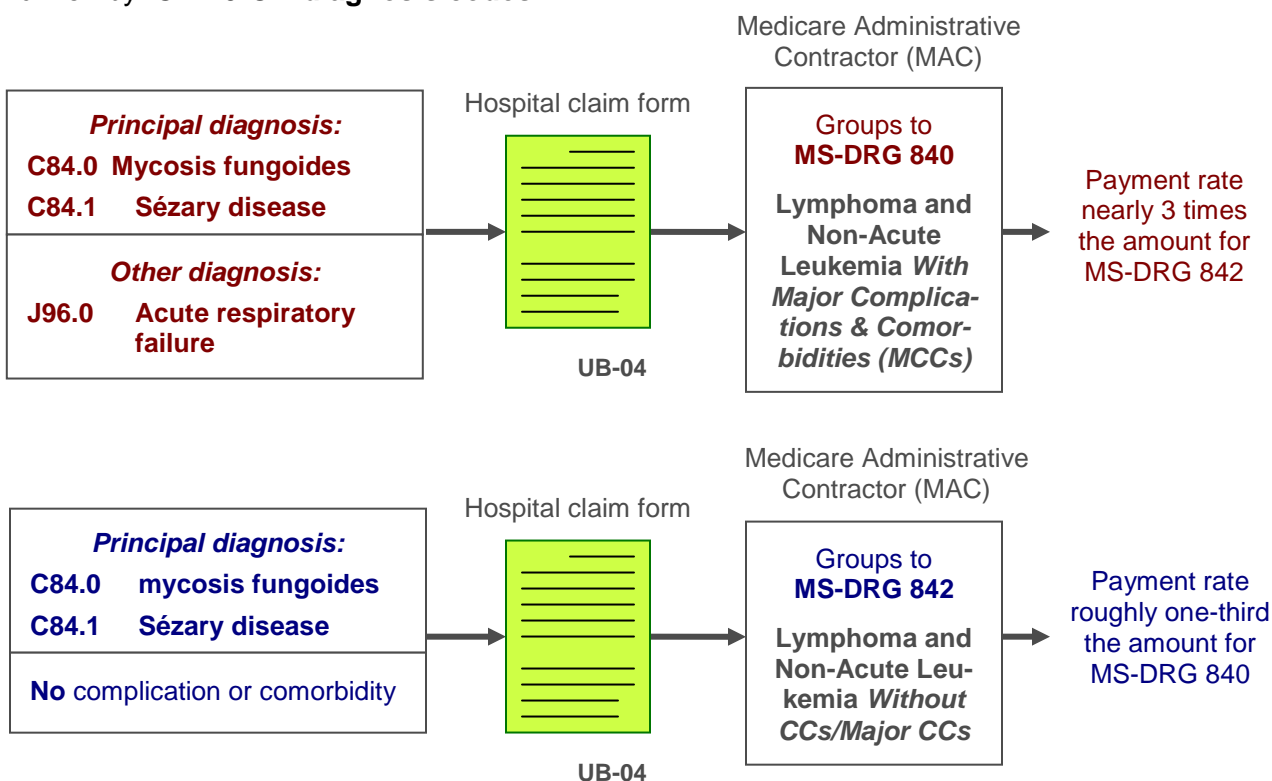 Medicare Administrative
Contractor (MAC)
Hospital claim form
Principal diagnosis:
C84.0 Mycosis fungoides
C84.1 Sézary disease
Other diagnosis:
J96.0 Acute respiratory
failure
UB-04
Groups to
MS-DRG 840
Lymphoma and
Non-Acute
Leukemia With
Major Complica-
tions & Comor-
bidities (MCCs)
Payment rate
nearly 3 times
the amount for
MS-DRG 842
Medicare Administrative
Contractor (MAC)
Hospital claim form
Principal diagnosis:
C84.0 mycosis fungoides
C84.1 Sézary disease
No complication or comorbidity
UB-04
Groups to
MS-DRG 842
Lymphoma and
Non-Acute Leu-
kemia Without
CCs/Major CCs
Payment rate
roughly one-third
the amount for
MS-DRG 840